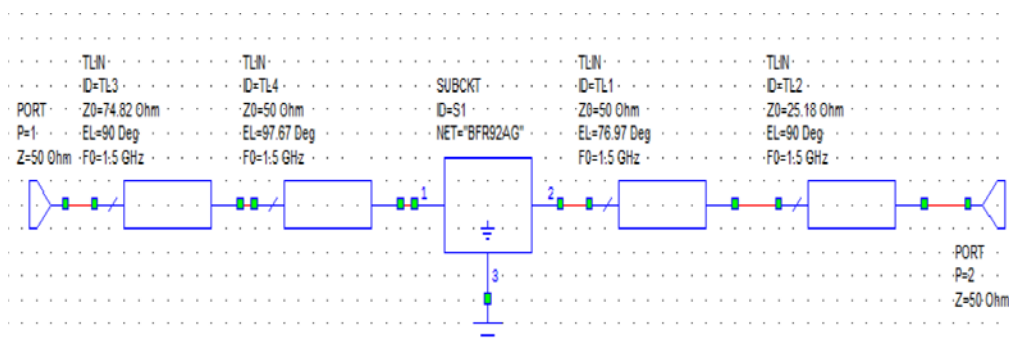 TLIN
ID=TL3
Z0=74.82 Ohm
EL=90 Deg
F0=1.5 GHz
TLIN
ID=TL4
Z0=50 Ohm
EL=97.67 Deg
F0=1.5 GHz
SUBCKT
ID=S1
NET="BFR92AG"
TLIN
ID=TL1
Z0=50 Ohm
EL=76.97 Deg
F0=1.5 GHz
TLIN
ID=TL2
Z0=25.18 Ohm
EL=90 Deg
F0=1.5 GHz
PORT
P=1
Z=50 Ohm
1
2
3
PORT
P=2
Z=50 Ohm